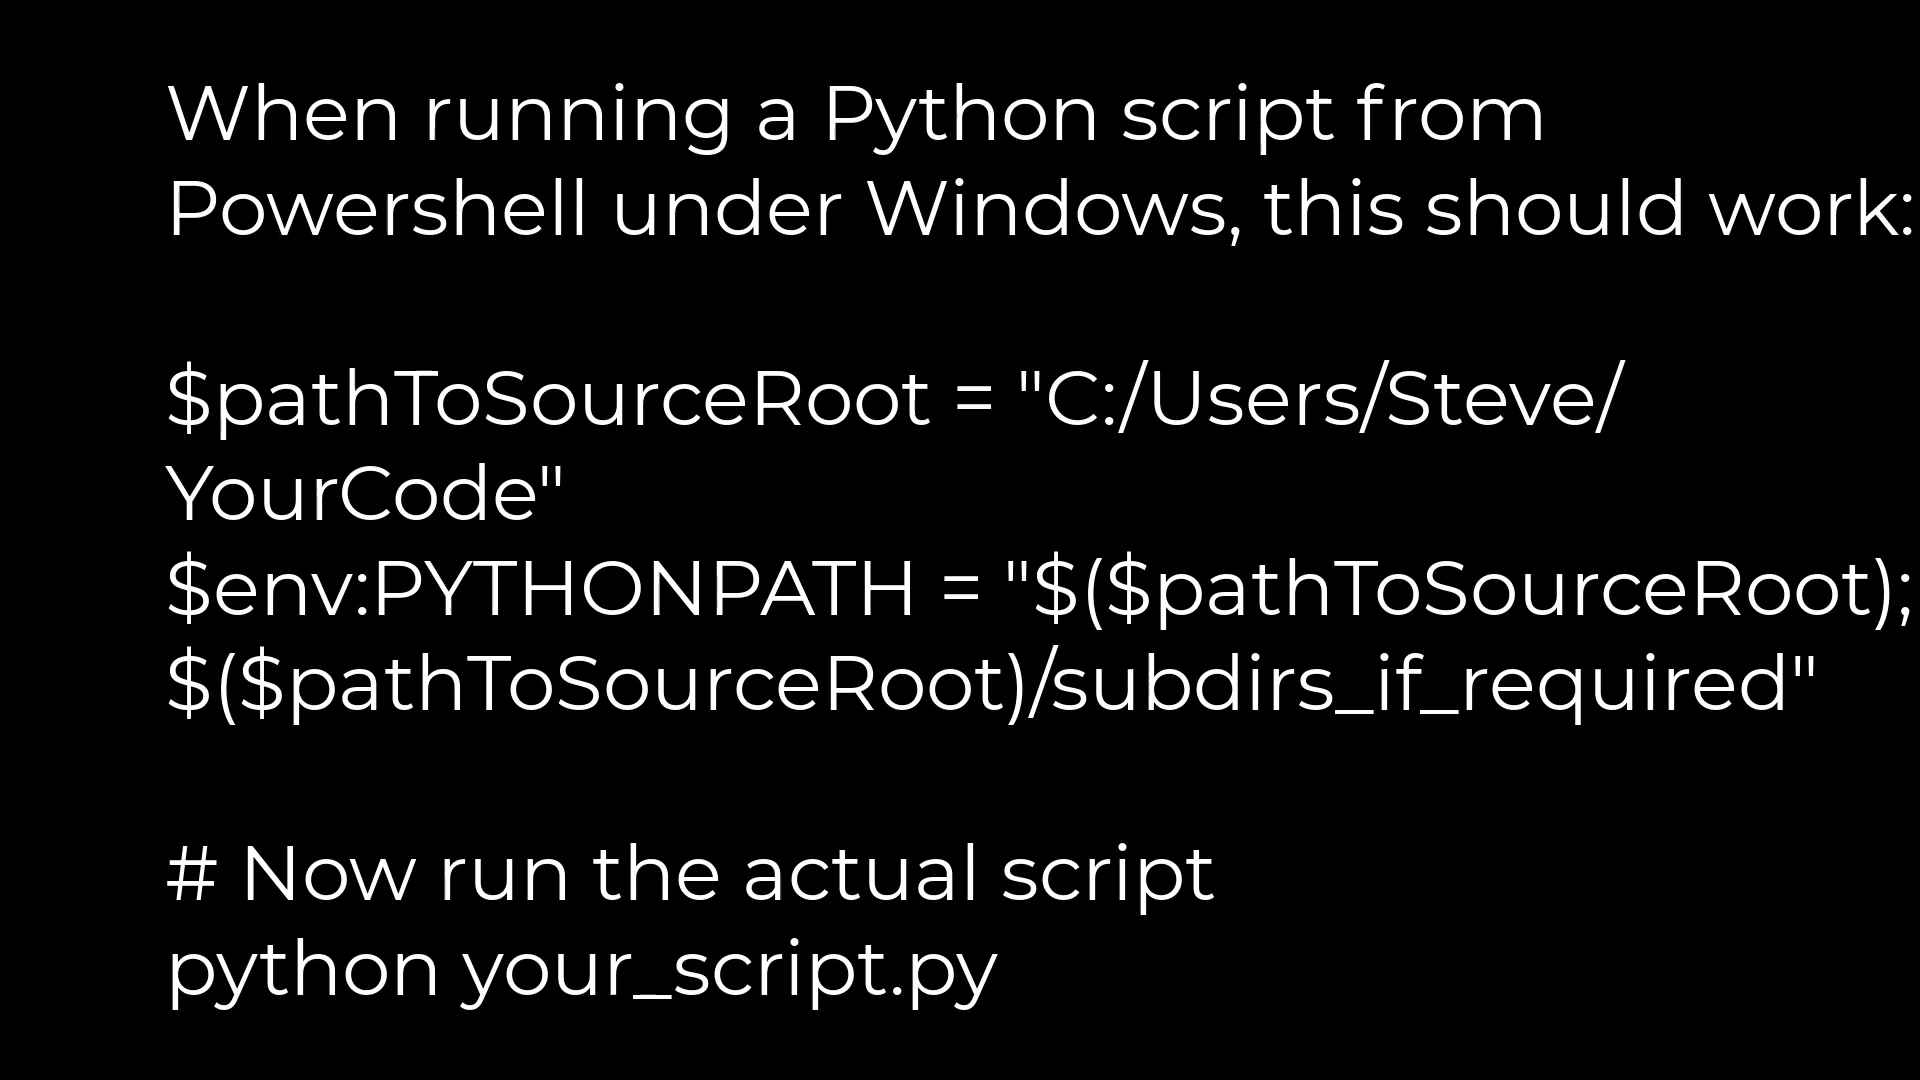 When running a Python script from
Powershell under Windows, this should work:
$pathToSourceRoot = "C:/Users/Steve/
YourCode"
$env:PYTHONPATH = "$($pathToSourceRoot);
$($pathToSourceRoot)/subdirs_if_required"
# Now run the actual script
python your_script.py